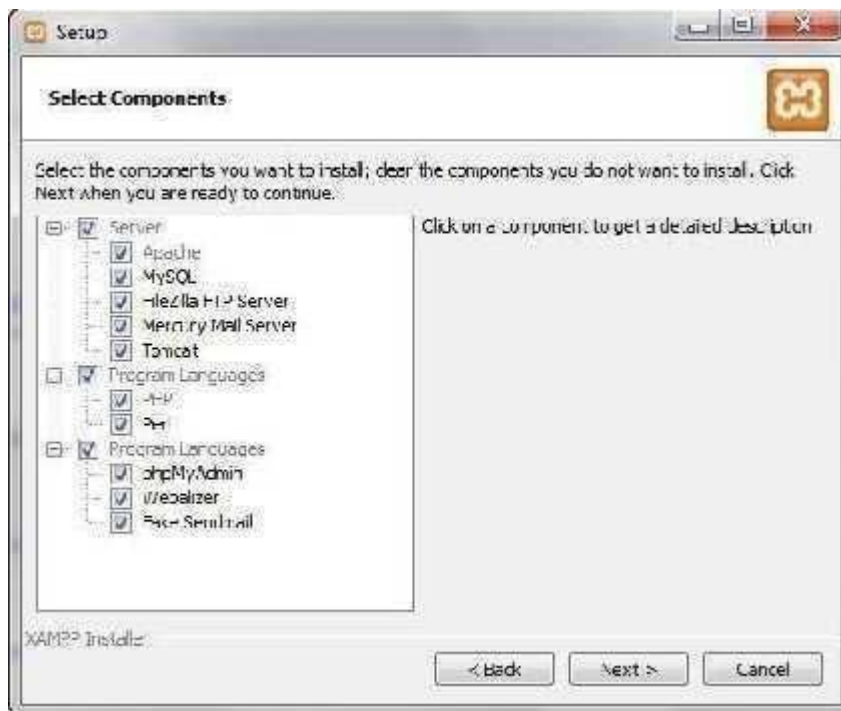 Setup
Select Components
Select the components you want to install; clear the components you do not want to install. Click
Next when you are ready to continue.
Server
Apache
MySQL
FileZilla FTP Server
Mercury Mail Server
Tomcat
Program Languages
PHP
Perl
Program Languages
phpMyAdmin
Webalizer
Fake Sendmail
Click on a component to get a detailed description
XAMPP Installer
< Back
Next >
Cancel